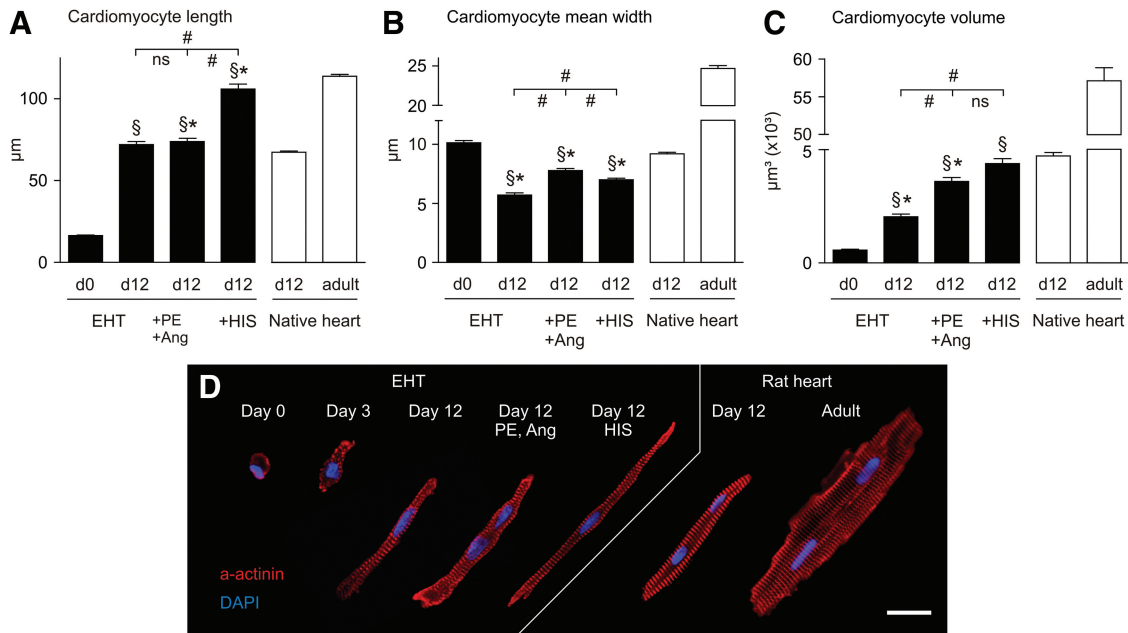 A
Cardiomyocyte length
#
ns
#
§
§*
§*
100
50
0
µm
d0
d12
d12
d12
d12
adult
EHT
+PE
+Ang
+HIS
Native heart
B
Cardiomyocyte mean width
#
#
#
§*
§*
§*
25
20
10
5
0
µm
d0
d12
d12
d12
d12
adult
EHT
+PE
+Ang
+HIS
Native heart
C
Cardiomyocyte volume
#
#
ns
§*
§*
§
60
55
50
5
0
µm³ (x10³)
d0
d12
d12
d12
d12
adult
EHT
+PE
+Ang
+HIS
Native heart
D
EHT
Rat heart
Day 0
Day 3
Day 12
Day 12
PE, Ang
Day 12
HIS
Day 12
Adult
a-actinin
DAPI